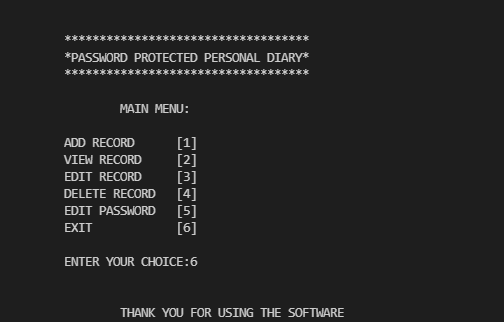 ***********************************
*PASSWORD PROTECTED PERSONAL DIARY*
***********************************
MAIN MENU:
ADD RECORD [1]
VIEW RECORD [2]
EDIT RECORD [3]
DELETE RECORD [4]
EDIT PASSWORD [5]
EXIT [6]
ENTER YOUR CHOICE:6
THANK YOU FOR USING THE SOFTWARE